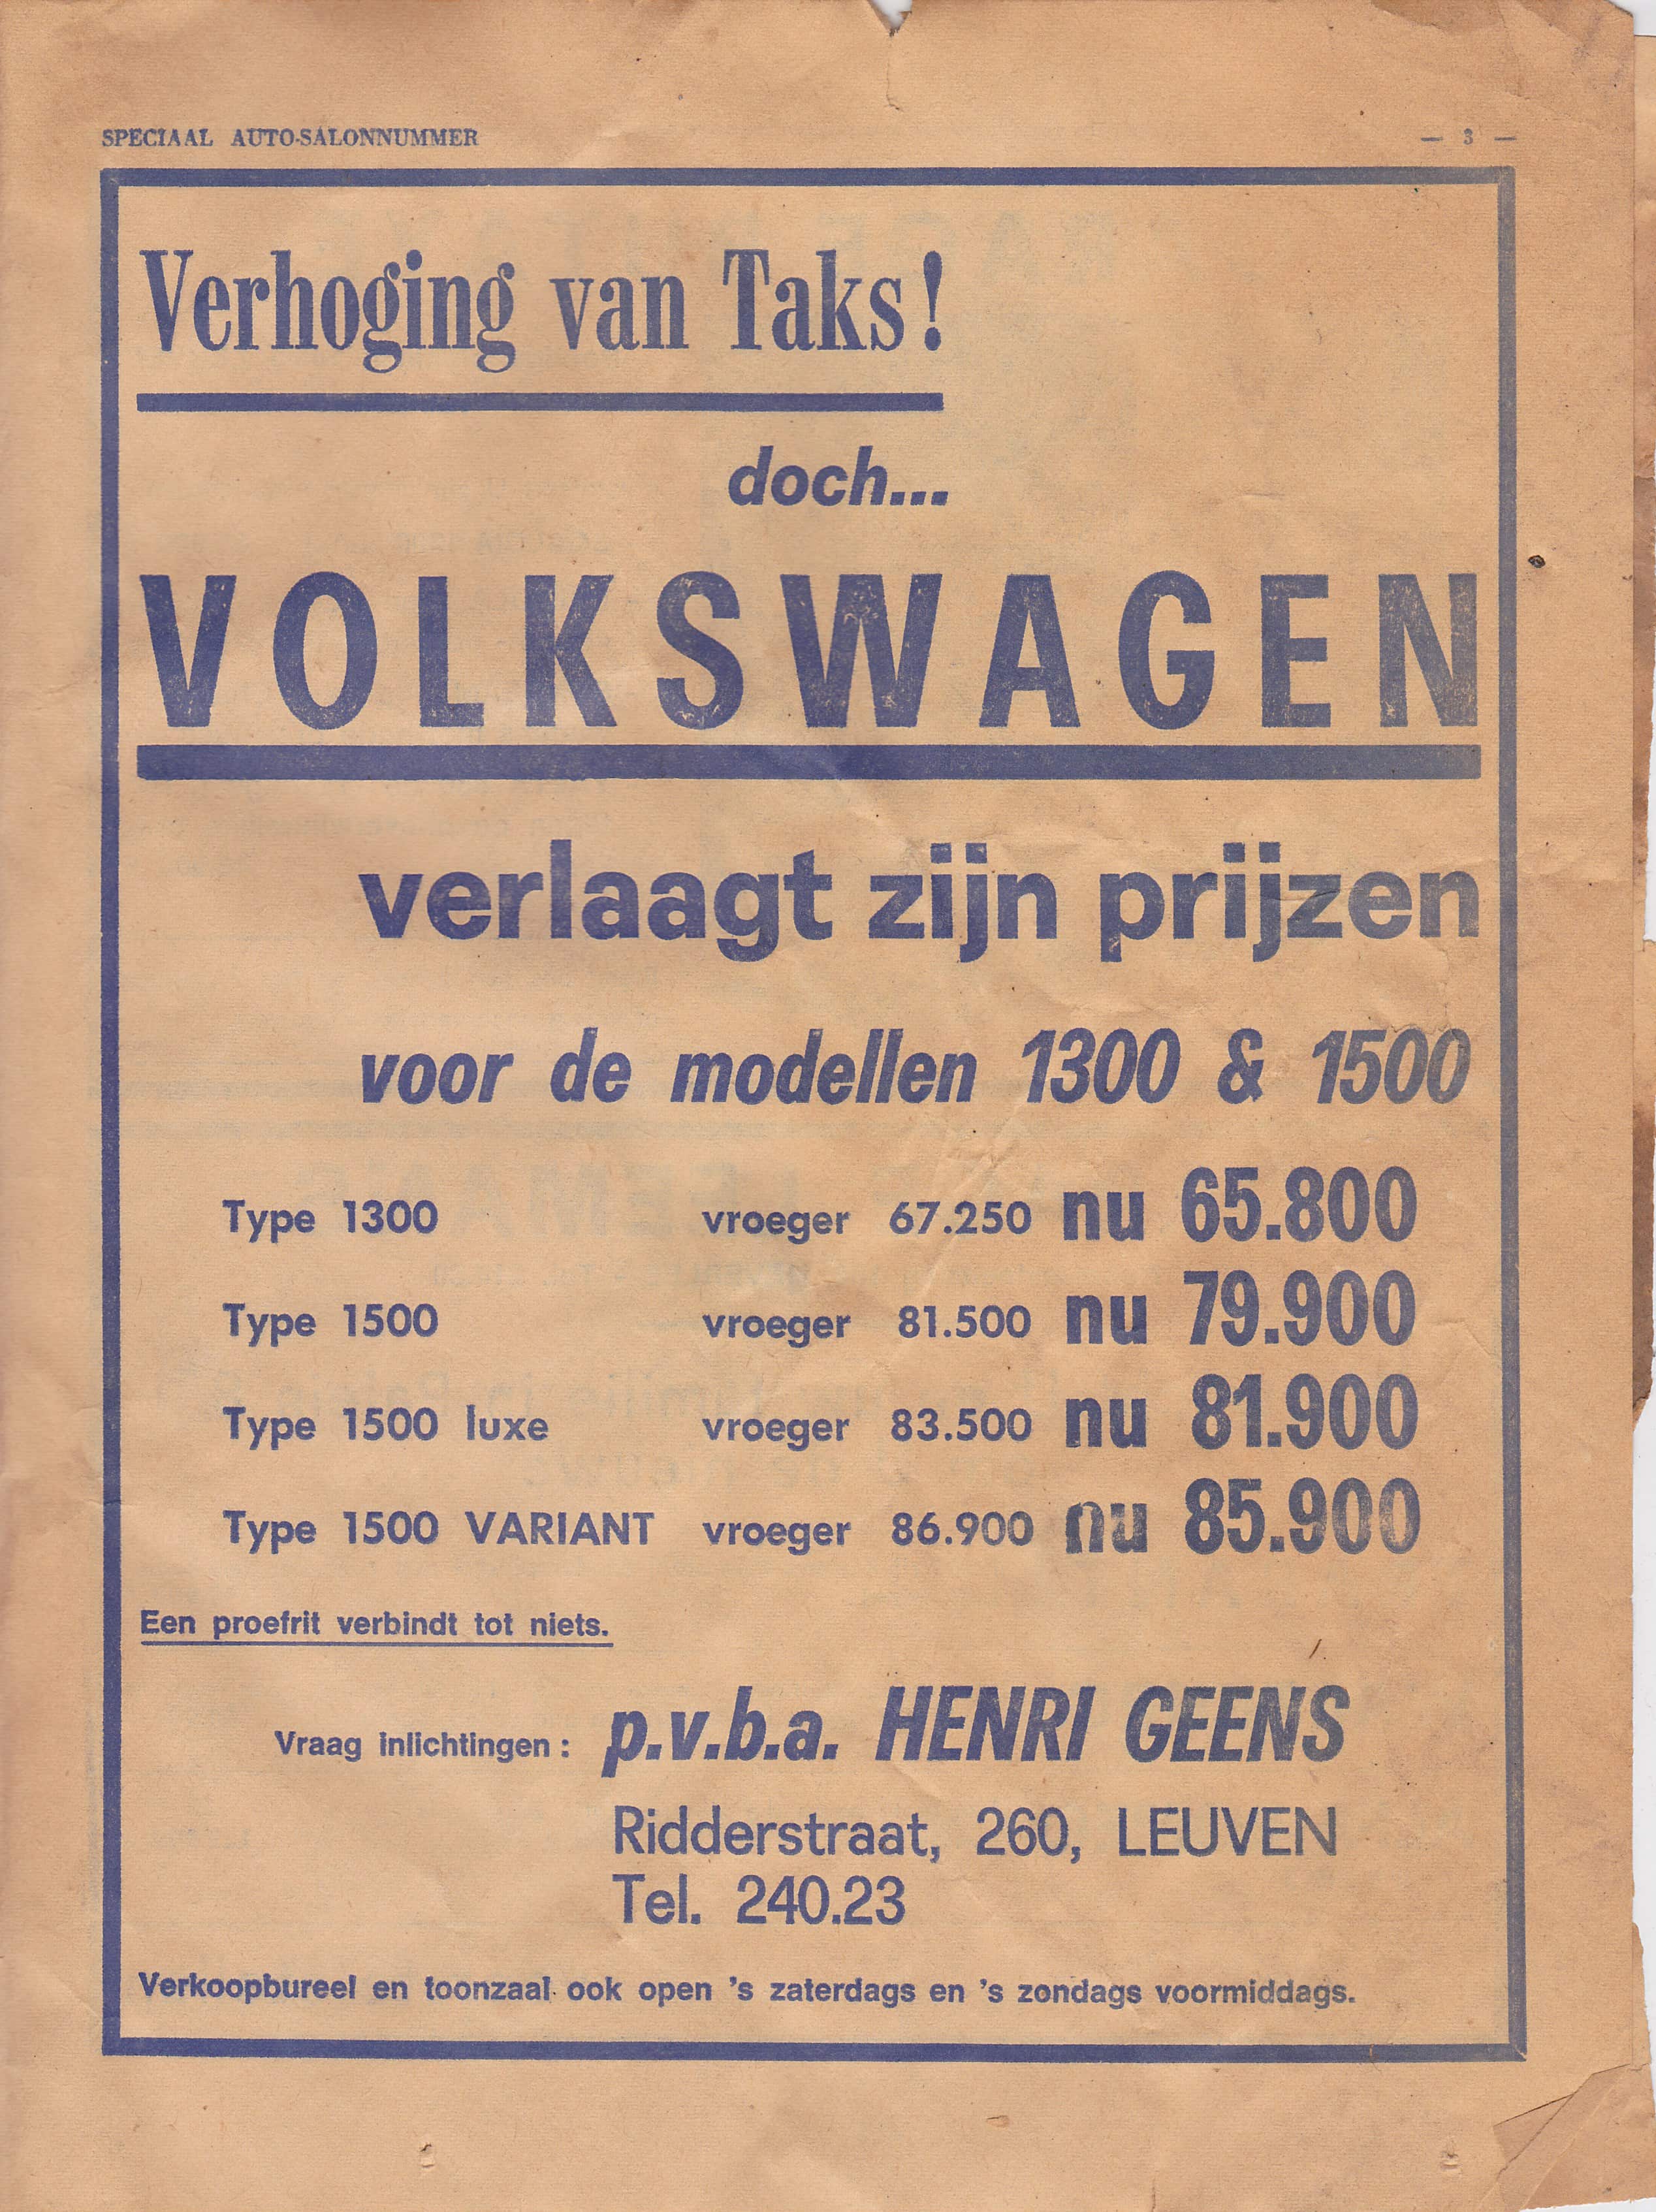 SPECIAAL AUTO-SALONNUMMER — 3 —
Verhoging van Taks!
doch...
VOLKSWAGEN
verlaagt zijn prijzen
voor de modellen 1300 & 1500
Type 1300 vroeger 67.250 nu 65.800
Type 1500 vroeger 81.500 nu 79.900
Type 1500 luxe vroeger 83.500 nu 81.900
Type 1500 VARIANT vroeger 86.900 nu 85.900
Een proefrit verbindt tot niets.
Vraag inlichtingen : p.v.b.a. HENRI GEENS
Ridderstraat, 260, LEUVEN
Tel. 240.23
Verkoopbureel en toonzaal ook open 's zaterdags en 's zondags voormiddags.